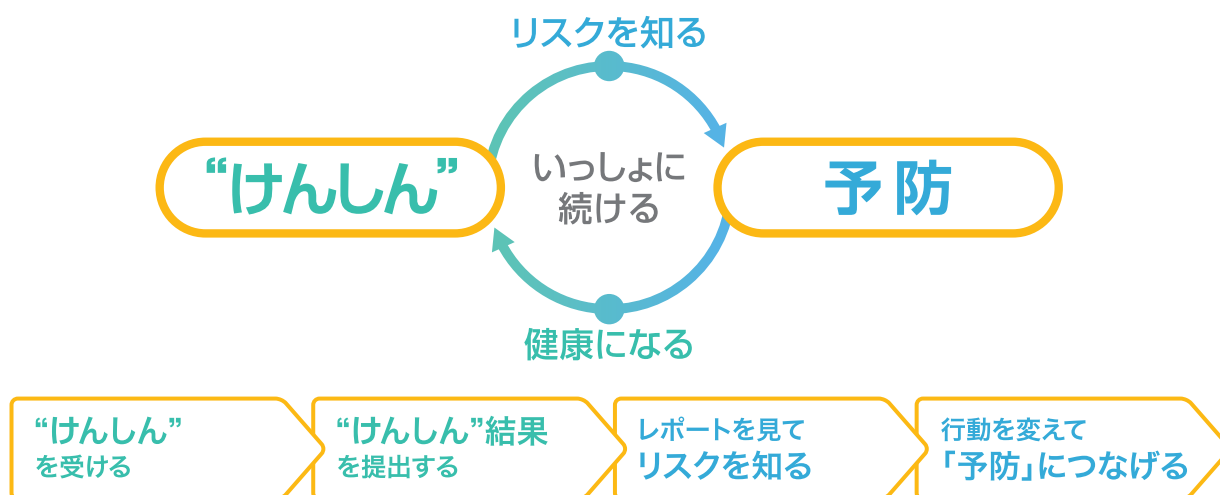 リスクを知る
“けんしん”
いっしょに
続ける
予防
健康になる
“けんしん”
を受ける
“けんしん”結果
を提出する
レポートを見て
リスクを知る
行動を変えて
「予防」につなげる